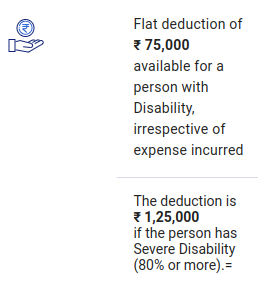 Flat deduction of
₹ 75,000
available for a
person with
Disability,
irrespective of
expense incurred
The deduction is
₹ 1,25,000
if the person has
Severe Disability
(80% or more).=